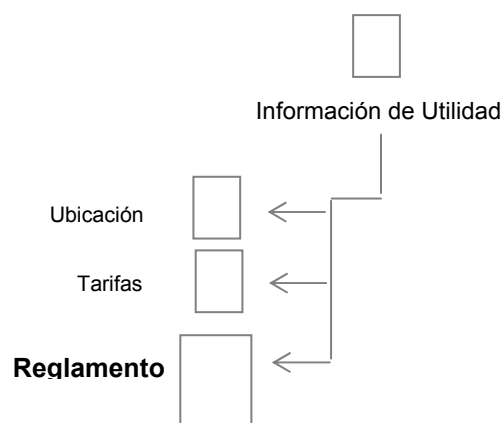 Información de Utilidad
Ubicación
Tarifas
Reglamento